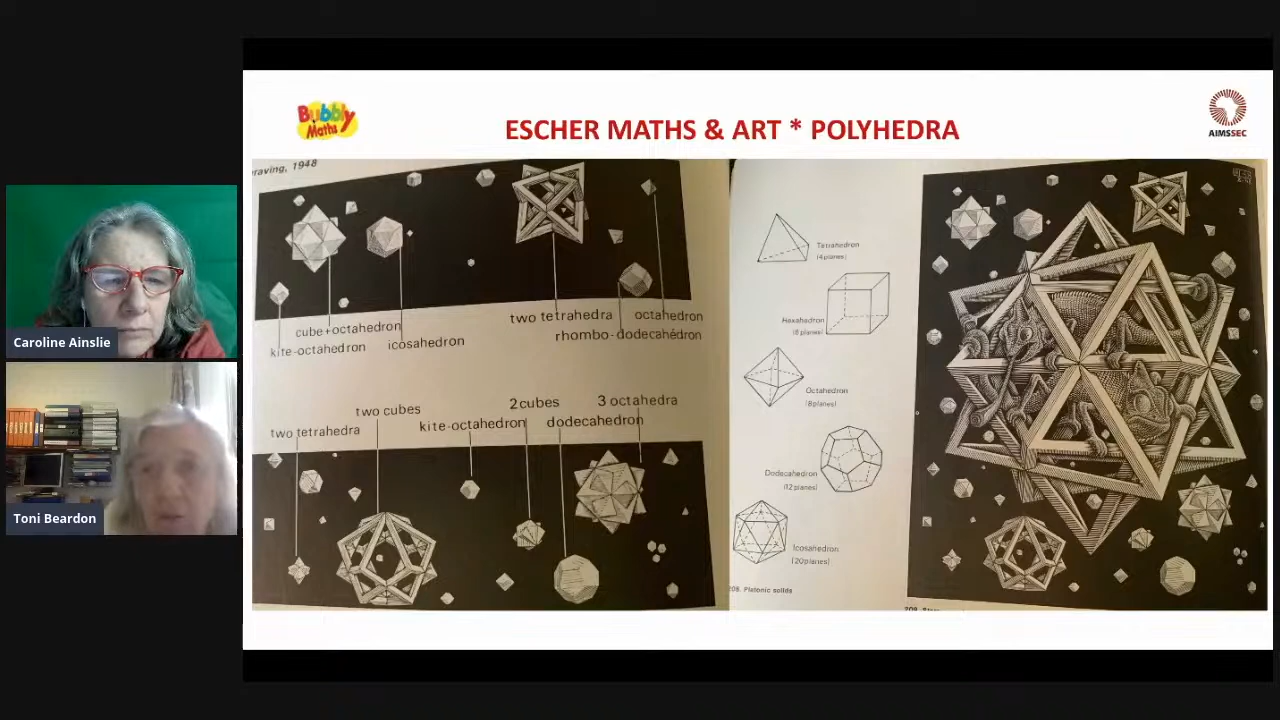 Bubbly
Maths
ESCHER MATHS & ART * POLYHEDRA
AIMSSEC
raving, 1948
cube+octahedron
kite-octahedron
icosahedron
two tetrahedra
octahedron
rhombo-dodecahedron
two cubes
2 cubes
3 octahedra
two tetrahedra
kite-octahedron
dodecahedron
Tetrahedron
(4 planes)
Hexahedron
(6 planes)
Octahedron
(8 planes)
Dodecahedron
(12 planes)
Icosahedron
(20 planes)
208. Platonic solids
209.
Caroline Ainslie
Toni Beardon